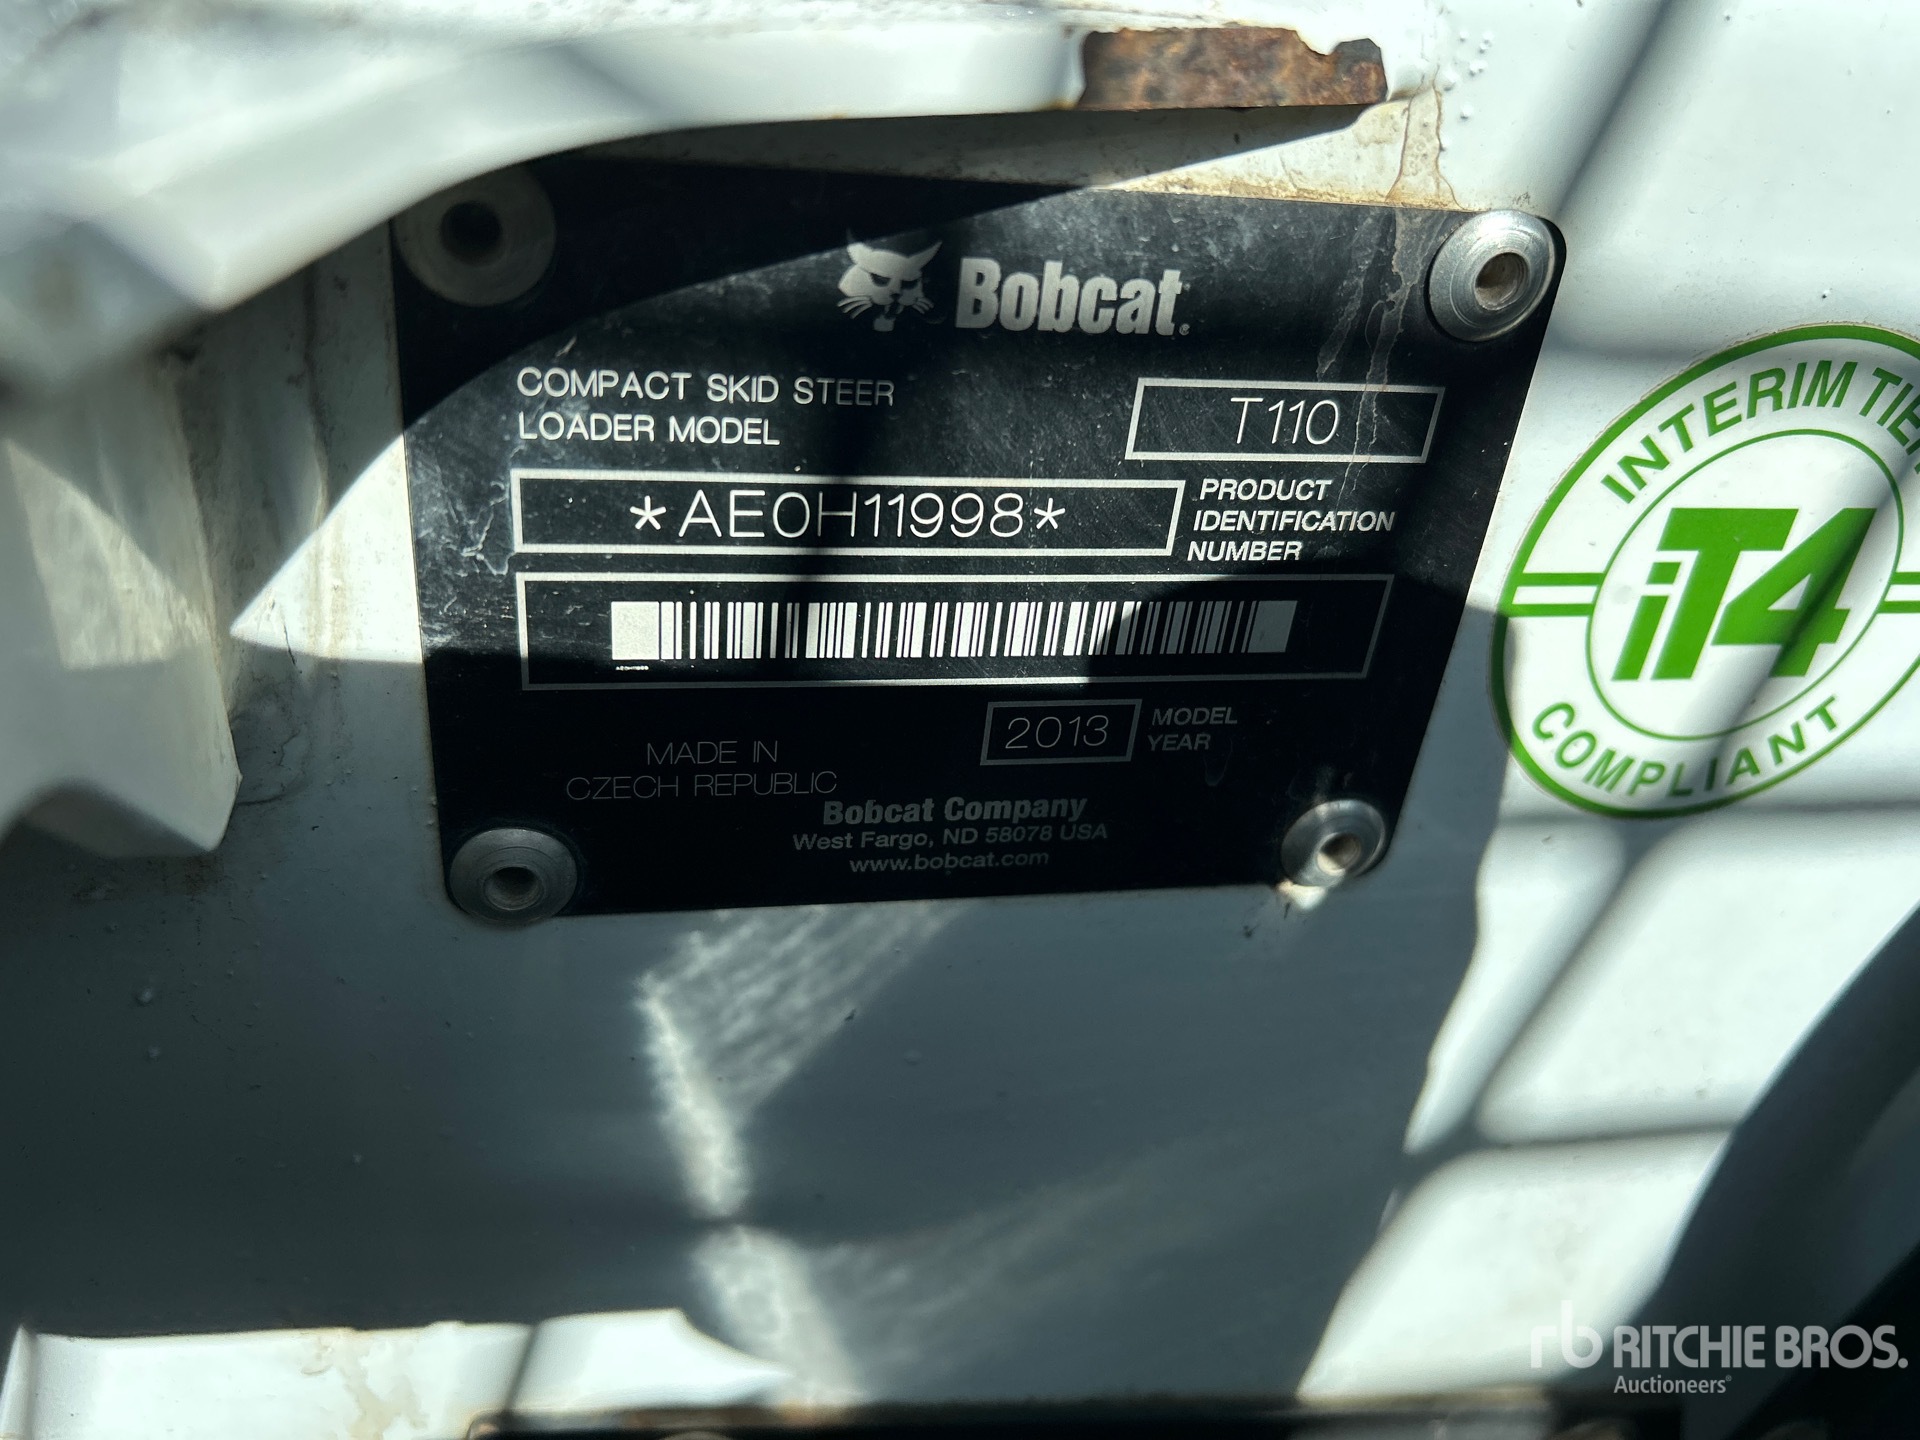 Bobcat®
COMPACT SKID STEER
LOADER MODEL
T110
*AE0H11998*
PRODUCT
IDENTIFICATION
NUMBER
2013
MODEL
YEAR
MADE IN
CZECH REPUBLIC
Bobcat Company
West Fargo, ND 58078 USA
www.bobcat.com
INTERIM
iT4
COMPLIANT
rb RITCHIE BROS.
Auctioneers®